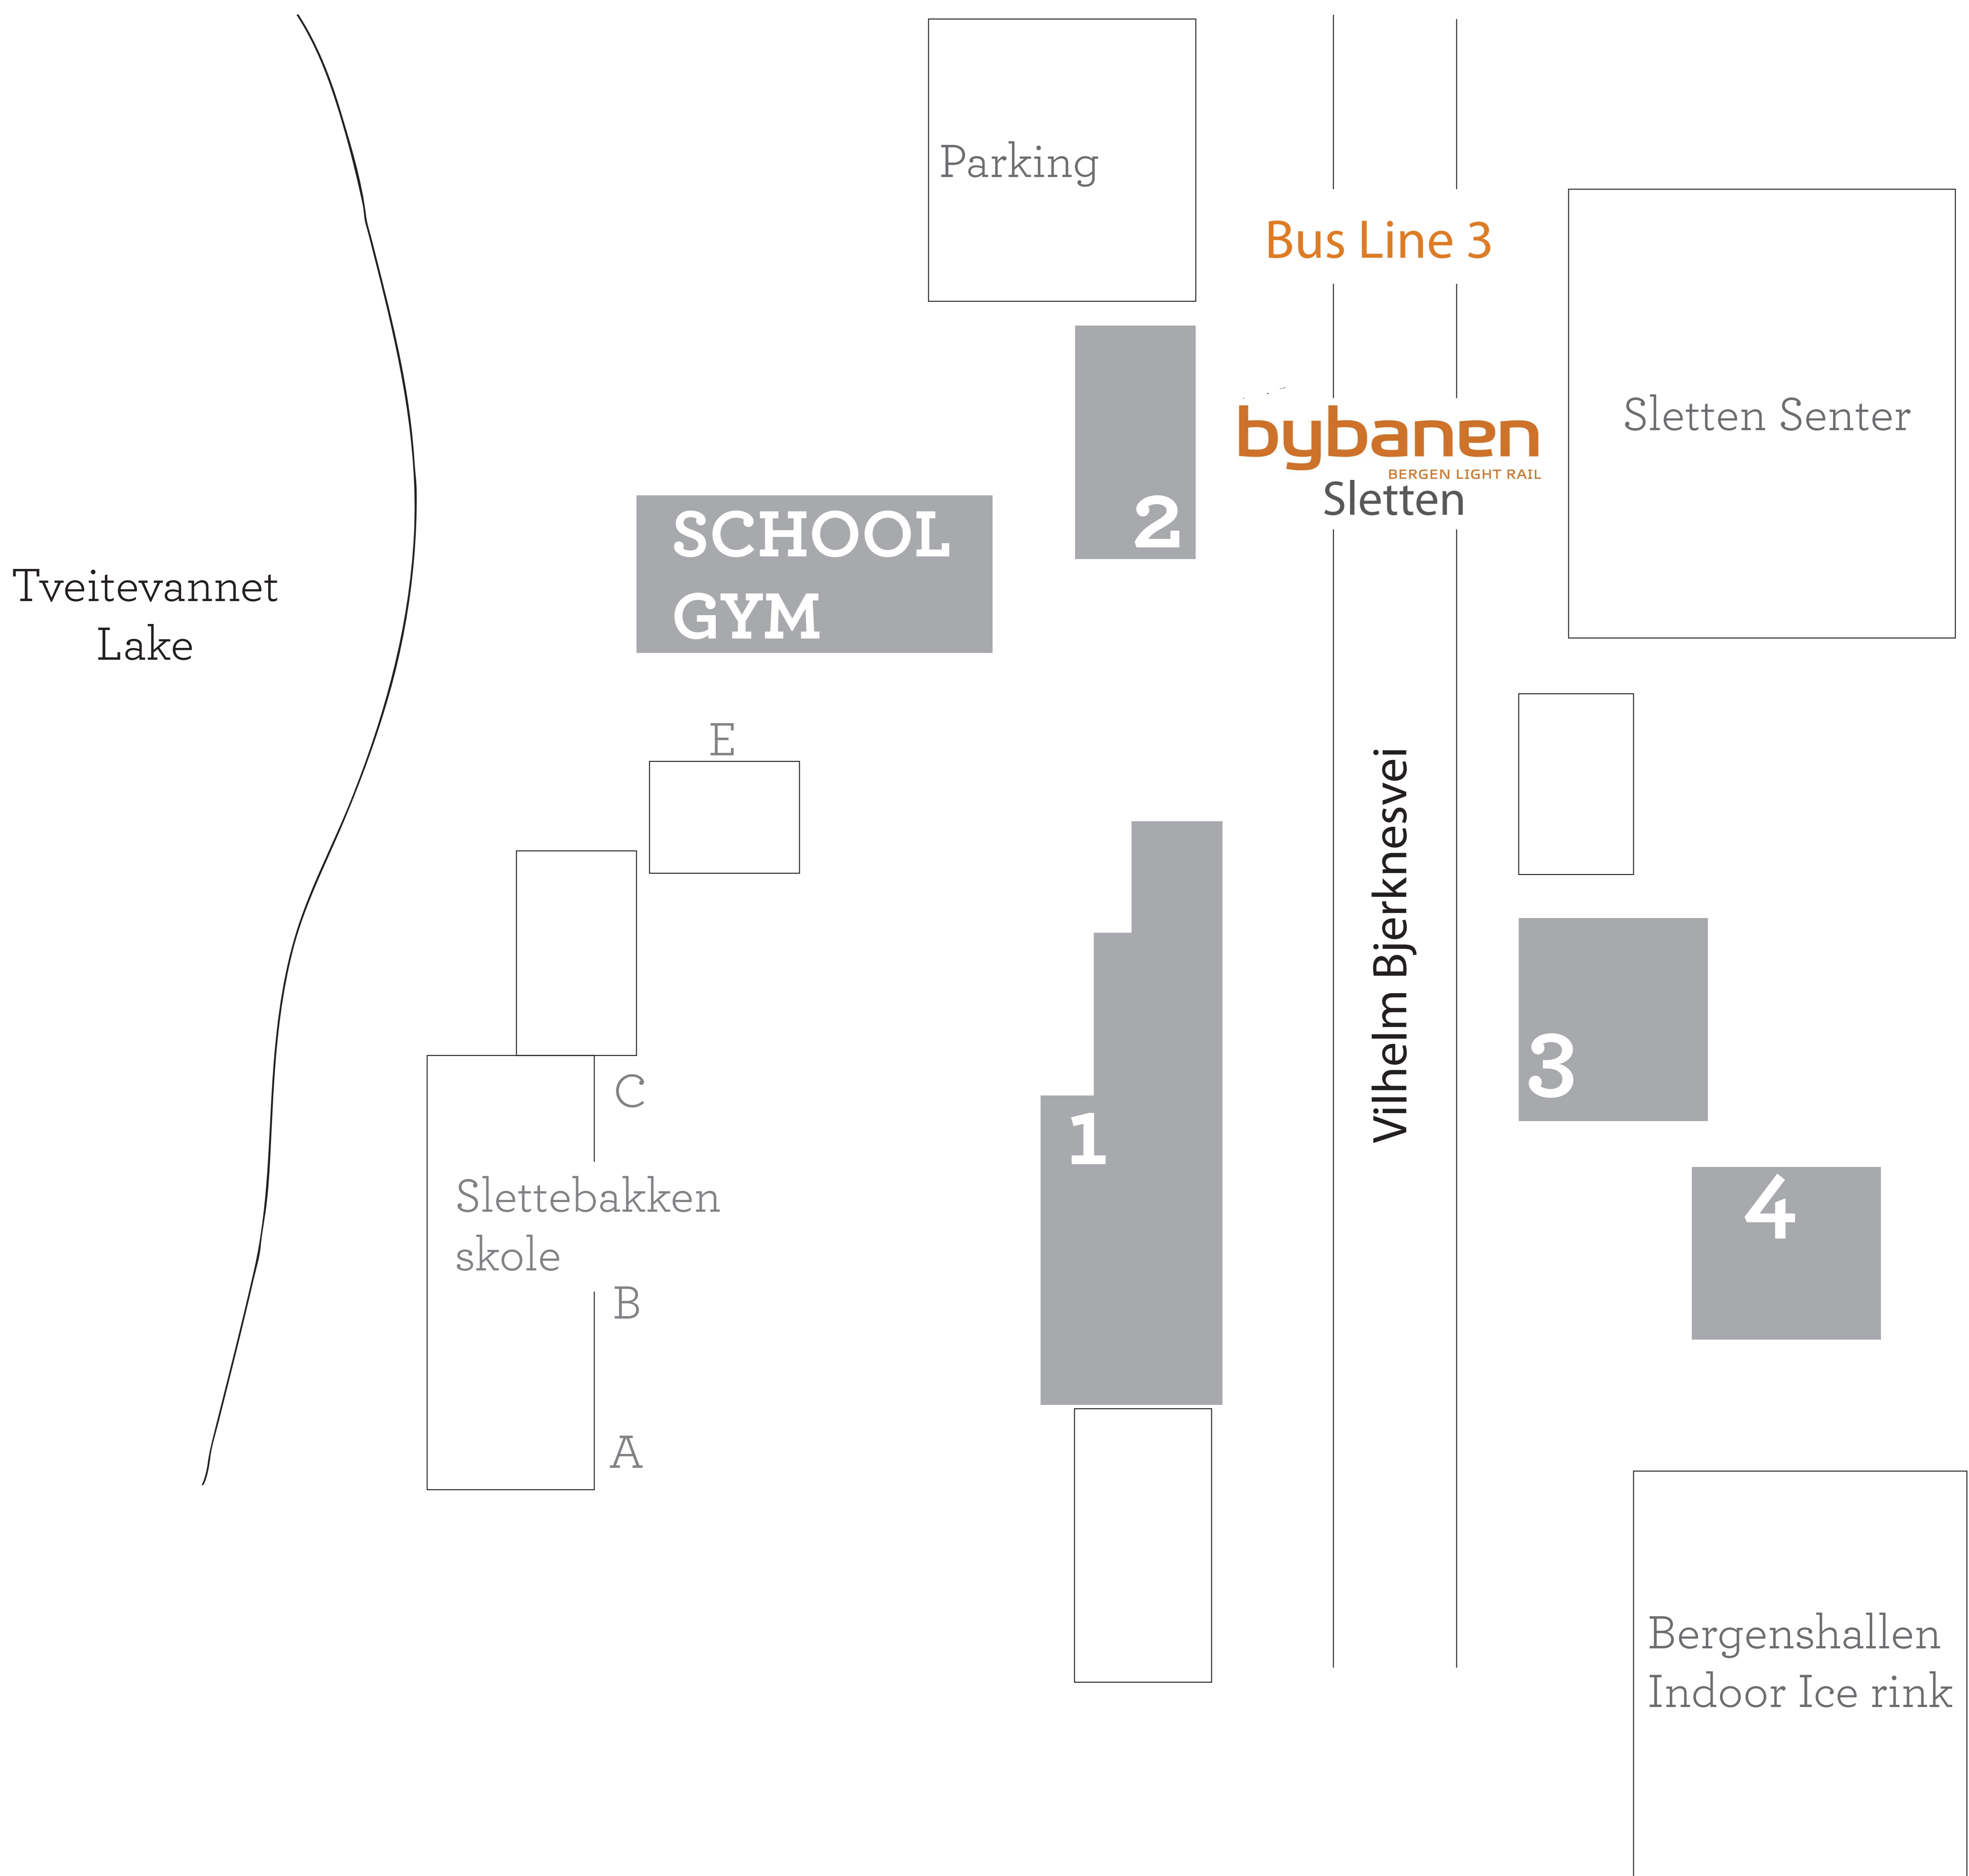 Parking
Bus Line 3
Sletten Senter
bybanen
BERGEN LIGHT RAIL
Sletten
2
SCHOOL
GYM
Tveitevannet
Lake
E
Vilhelm Bjerknesvei
3
C
1
4
Slettebakken
skole
B
A
Bergenshallen
Indoor Ice rink